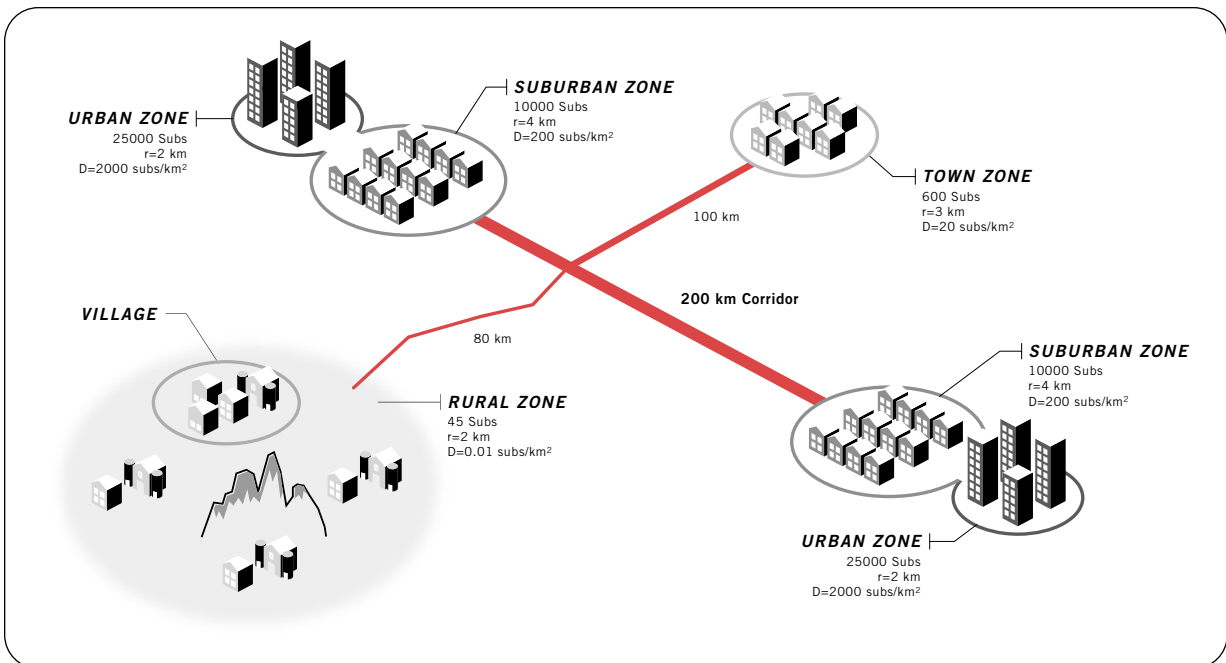 URBAN ZONE
25000 Subs
r=2 km
D=2000 subs/km²
SUBURBAN ZONE
10000 Subs
r=4 km
D=200 subs/km²
TOWN ZONE
600 Subs
r=3 km
D=20 subs/km²
100 km
200 km Corridor
80 km
VILLAGE
RURAL ZONE
45 Subs
r=2 km
D=0.01 subs/km²
SUBURBAN ZONE
10000 Subs
r=4 km
D=200 subs/km²
URBAN ZONE
25000 Subs
r=2 km
D=2000 subs/km²